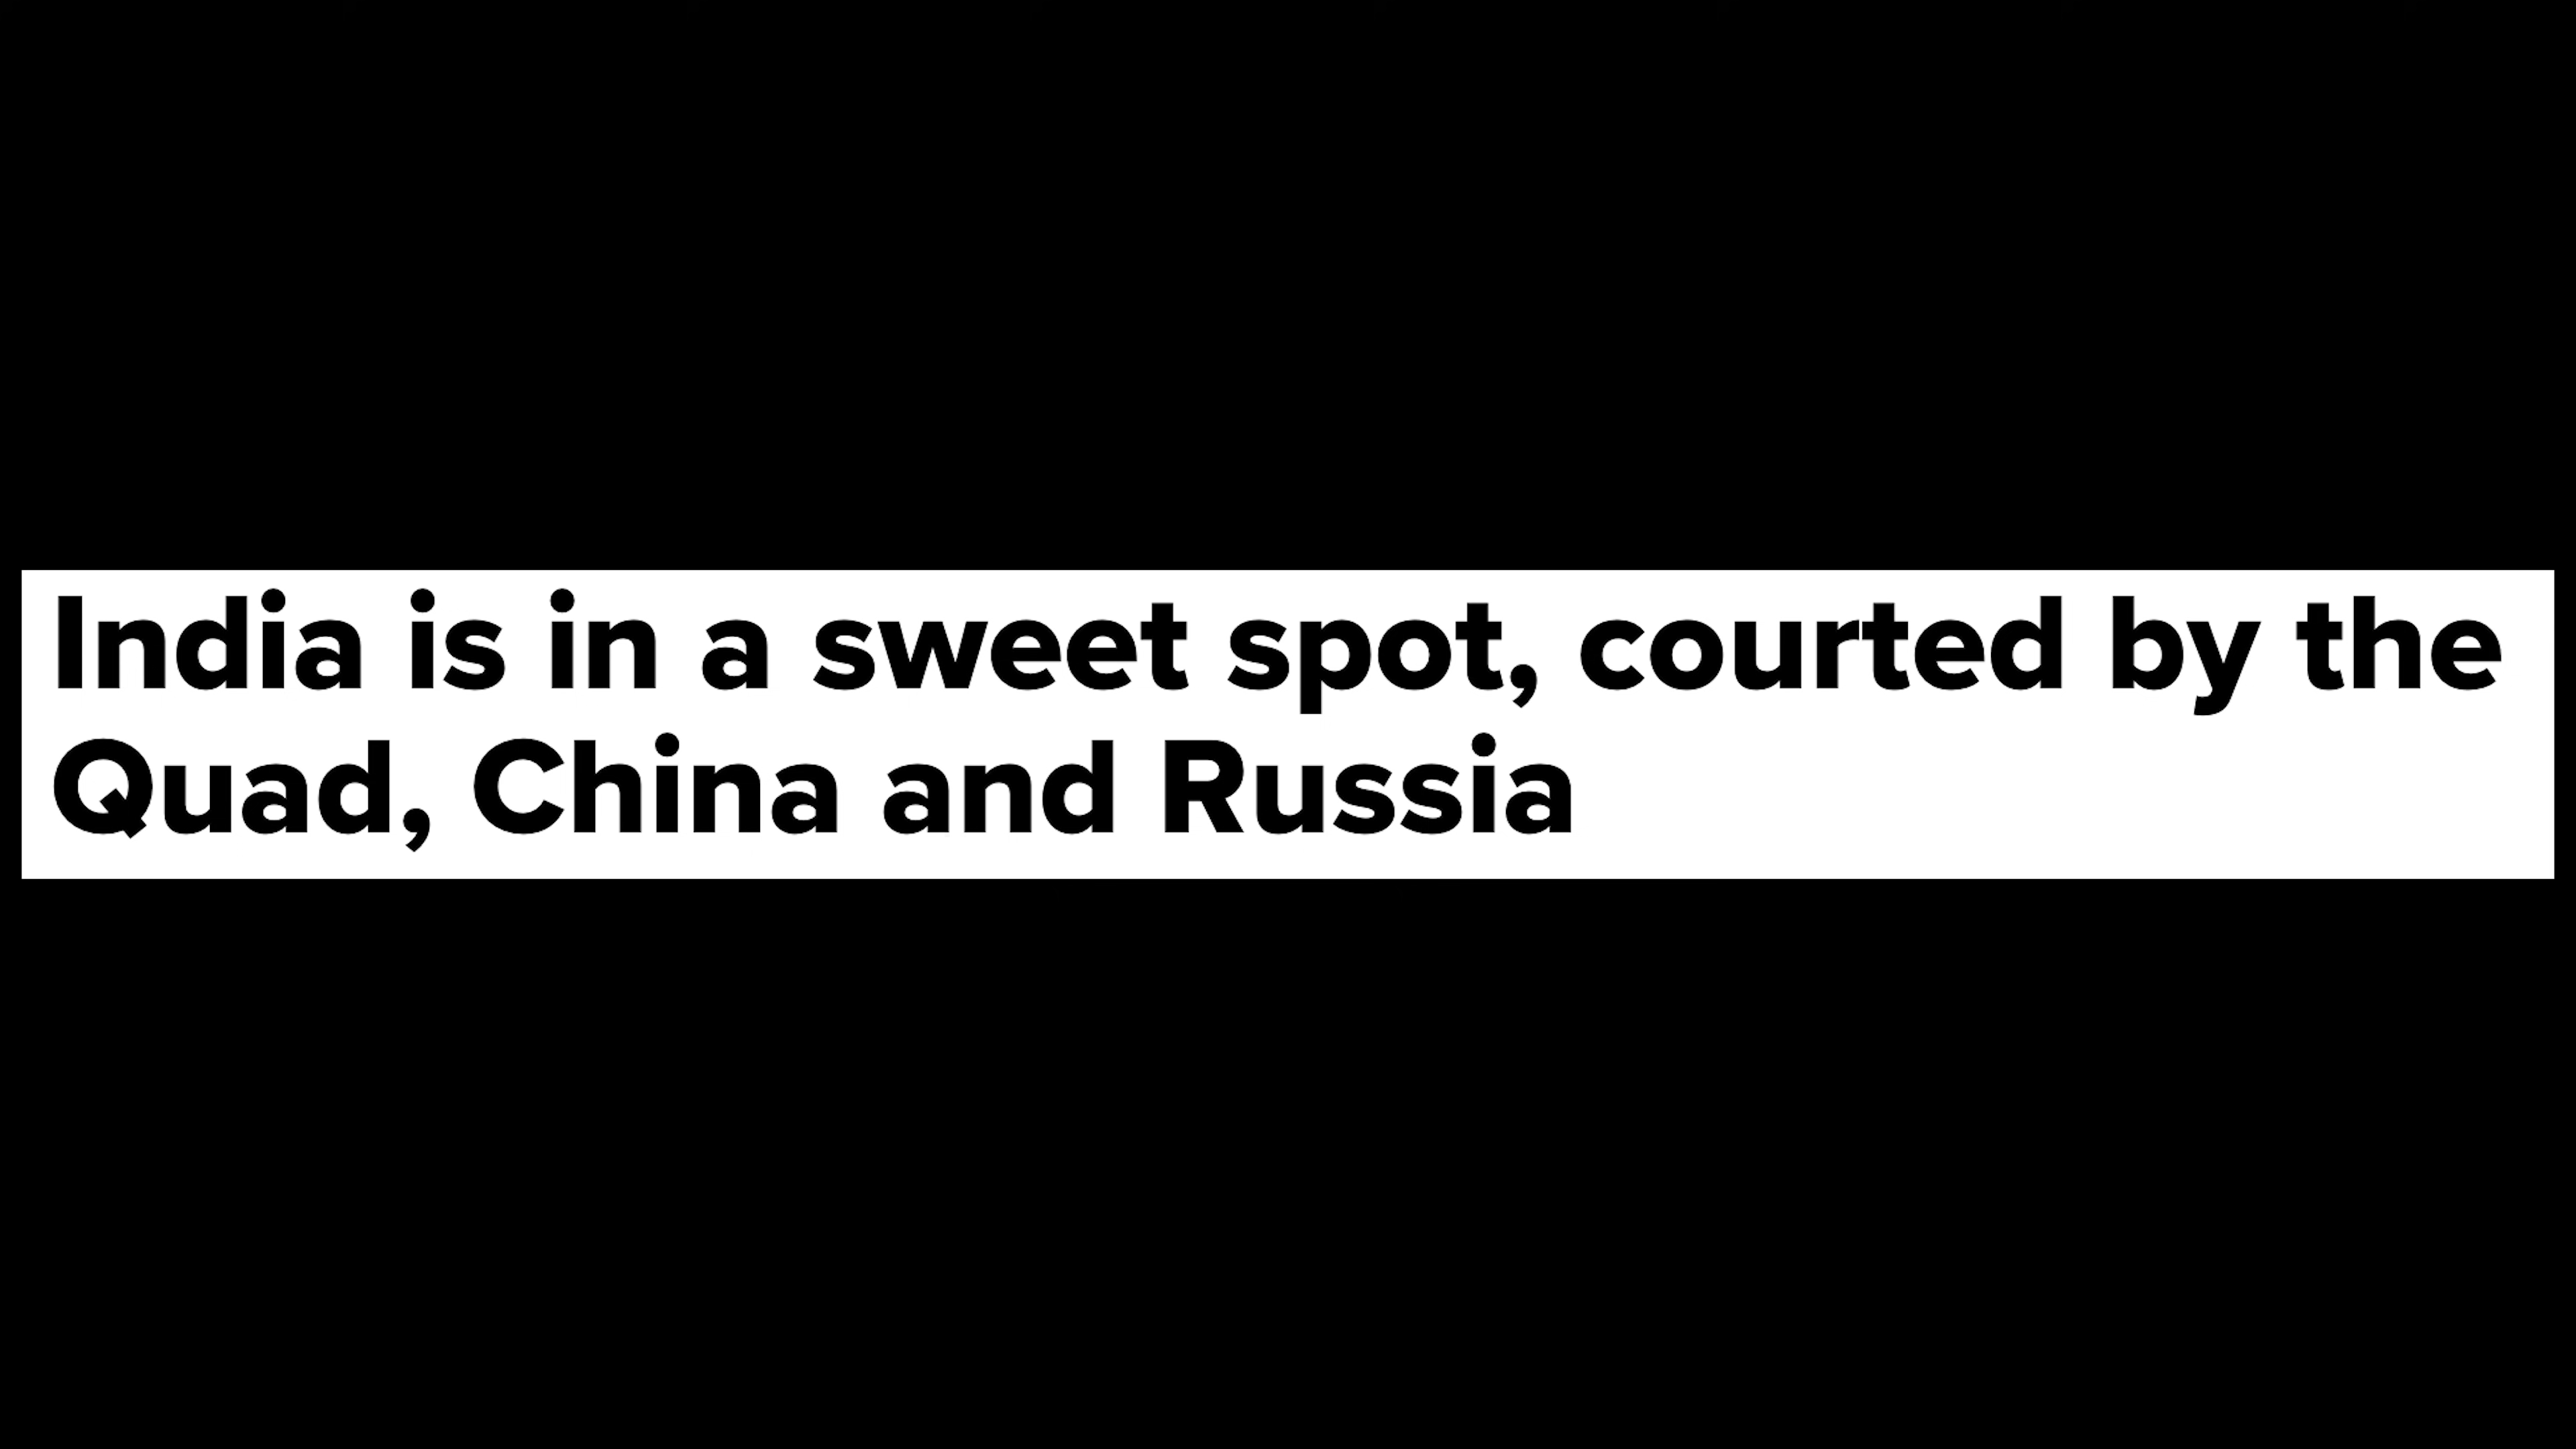 India is in a sweet spot, courted by the
Quad, China and Russia